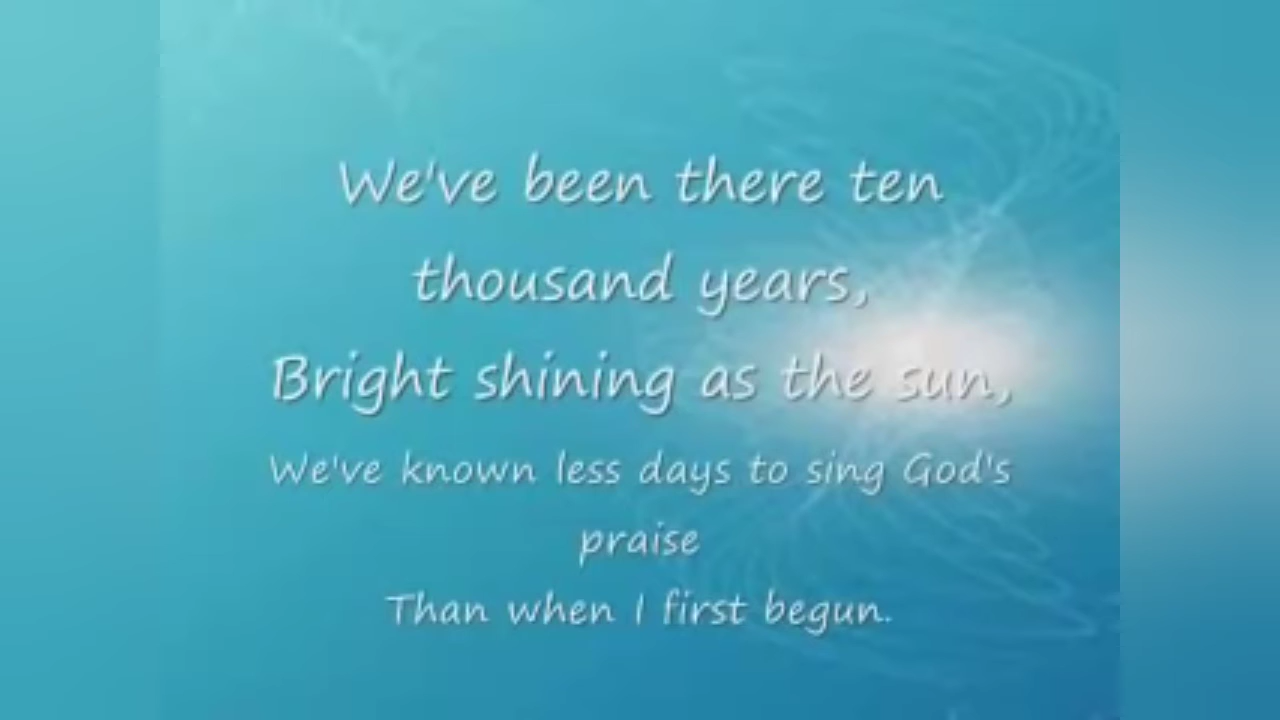 We've been there ten
thousand years,
Bright shining as the sun,
We've known less days to sing God's
praise
Than when I first begun.